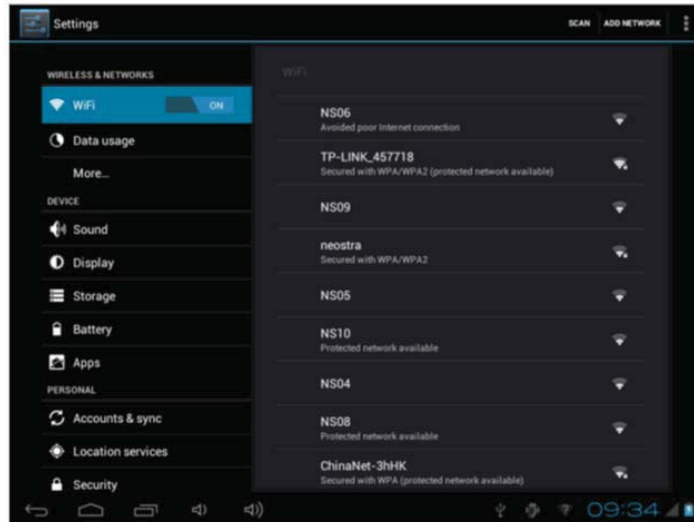 Settings
SCAN
ADD NETWORK
WIRELESS & NETWORKS
WiFi
ON
Data usage
More...
DEVICE
Sound
Display
Storage
Battery
Apps
PERSONAL
Accounts & sync
Location services
Security
WiFi
NS06
Avoided poor Internet connection
TP-LINK_457718
Secured with WPA/WPA2 (protected network available)
NS09
neostra
Secured with WPA/WPA2
NS05
NS10
Protected network available
NS04
NS08
Protected network available
ChinaNet-3hHK
Secured with WPA (protected network available)
09:34